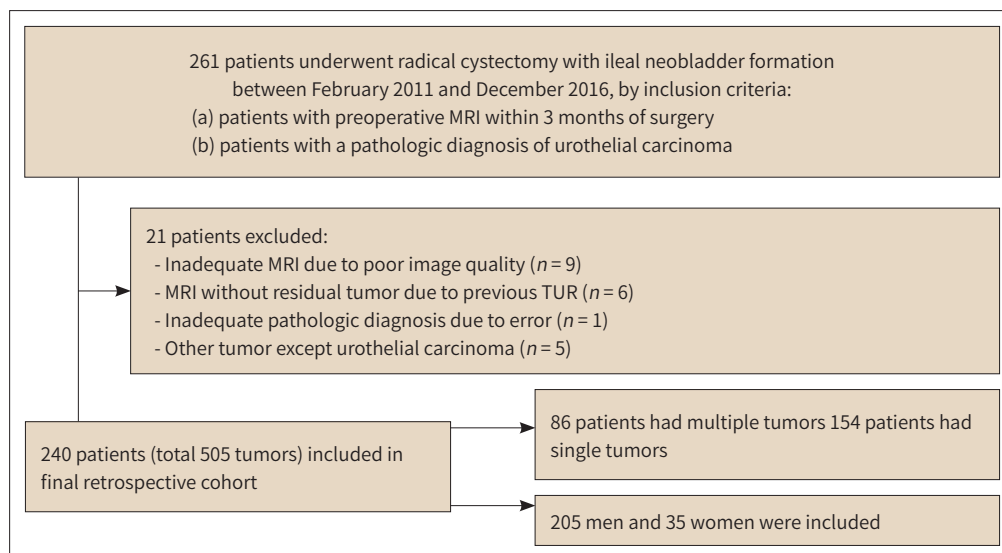 261 patients underwent radical cystectomy with ileal neobladder formation
between February 2011 and December 2016, by inclusion criteria:
(a) patients with preoperative MRI within 3 months of surgery
(b) patients with a pathologic diagnosis of urothelial carcinoma
21 patients excluded:
- Inadequate MRI due to poor image quality (n = 9)
- MRI without residual tumor due to previous TUR (n = 6)
- Inadequate pathologic diagnosis due to error (n = 1)
- Other tumor except urothelial carcinoma (n = 5)
86 patients had multiple tumors 154 patients had
single tumors
240 patients (total 505 tumors) included in
final retrospective cohort
205 men and 35 women were included